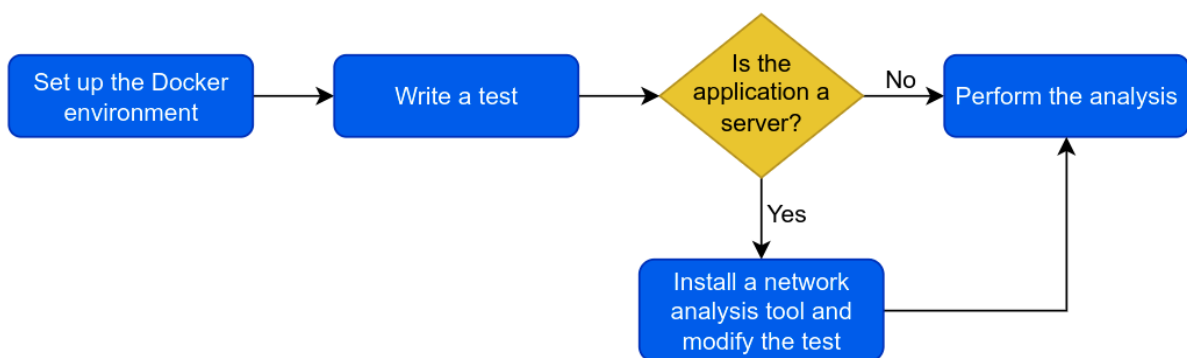 Set up the Docker
environment
Write a test
Is the
application a
server?
No
Perform the analysis
Yes
Install a network
analysis tool and
modify the test